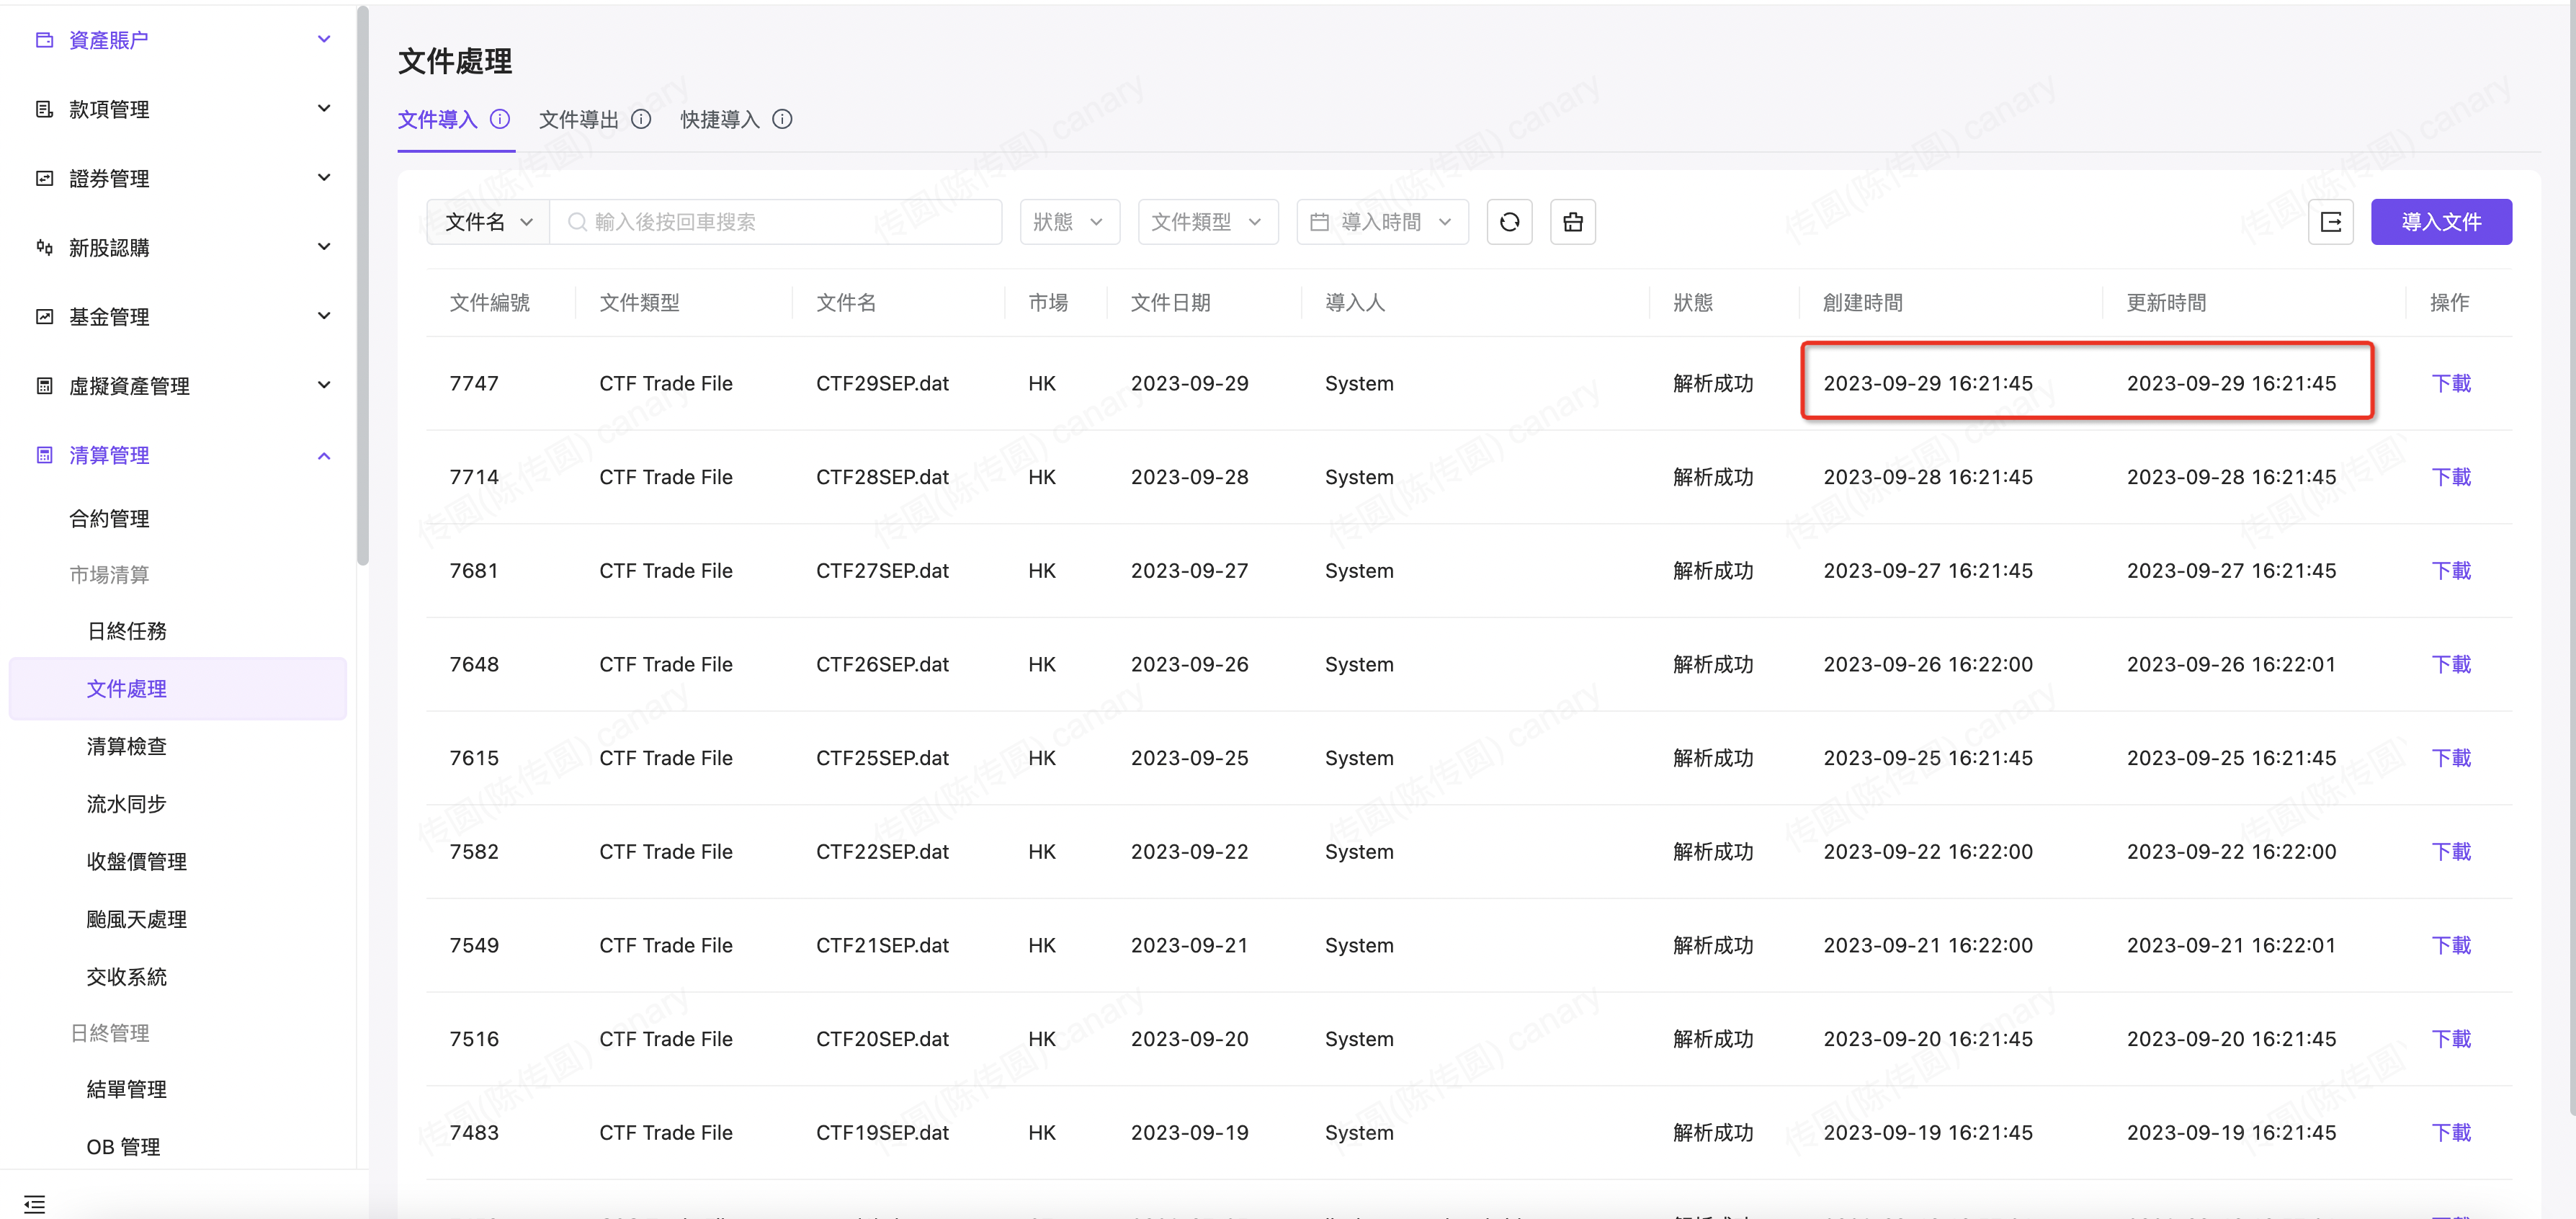 資產賬户
款項管理
證券管理
新股認購
基金管理
虛擬資產管理
清算管理
合約管理
市場清算
日終任務
文件處理
清算檢查
流水同步
收盤價管理
颱風天處理
交收系統
日終管理
結單管理
OB 管理
文件處理
文件導入 文件導出 快捷導入
文件名 輸入後按回車搜索 狀態 文件類型 導入時間 導入文件
文件編號 文件類型 文件名 市場 文件日期 導入人 狀態 創建時間 更新時間 操作
7747 CTF Trade File CTF29SEP.dat HK 2023-09-29 System 解析成功 2023-09-29 16:21:45 2023-09-29 16:21:45 下載
7714 CTF Trade File CTF28SEP.dat HK 2023-09-28 System 解析成功 2023-09-28 16:21:45 2023-09-28 16:21:45 下載
7681 CTF Trade File CTF27SEP.dat HK 2023-09-27 System 解析成功 2023-09-27 16:21:45 2023-09-27 16:21:45 下載
7648 CTF Trade File CTF26SEP.dat HK 2023-09-26 System 解析成功 2023-09-26 16:22:00 2023-09-26 16:22:01 下載
7615 CTF Trade File CTF25SEP.dat HK 2023-09-25 System 解析成功 2023-09-25 16:21:45 2023-09-25 16:21:45 下載
7582 CTF Trade File CTF22SEP.dat HK 2023-09-22 System 解析成功 2023-09-22 16:22:00 2023-09-22 16:22:00 下載
7549 CTF Trade File CTF21SEP.dat HK 2023-09-21 System 解析成功 2023-09-21 16:22:00 2023-09-21 16:22:01 下載
7516 CTF Trade File CTF20SEP.dat HK 2023-09-20 System 解析成功 2023-09-20 16:21:45 2023-09-20 16:21:45 下載
7483 CTF Trade File CTF19SEP.dat HK 2023-09-19 System 解析成功 2023-09-19 16:21:45 2023-09-19 16:21:45 下載
传圆(陈传圆) canary